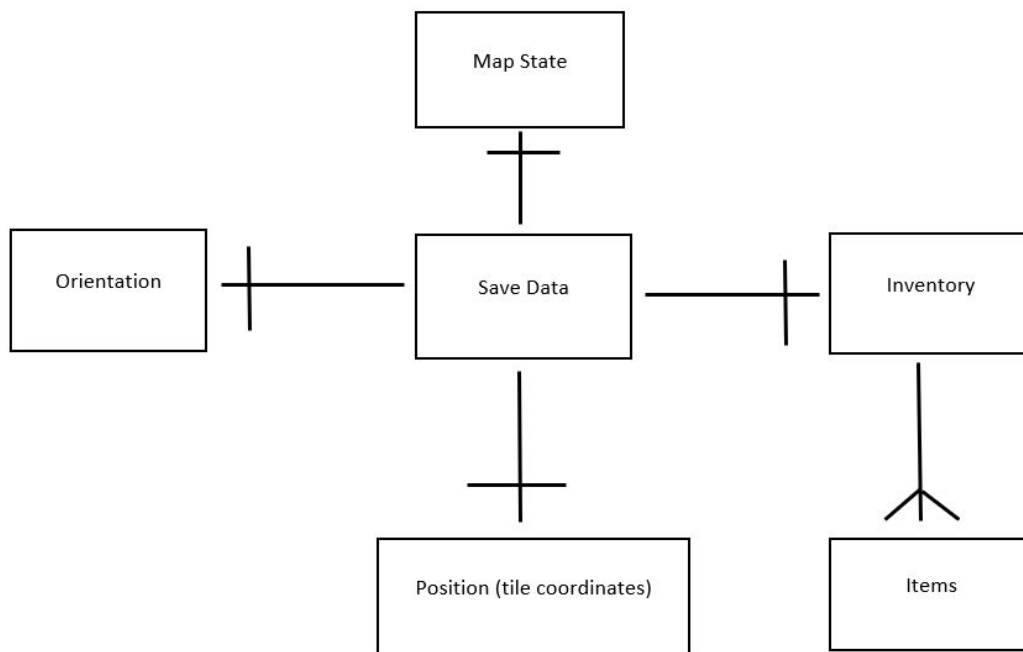 Map State
Orientation
Save Data
Inventory
Position (tile coordinates)
Items